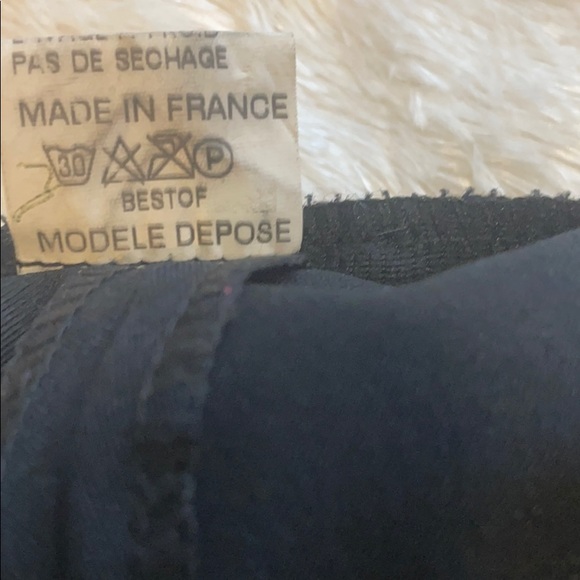 PAS DE SECHAGE
MADE IN FRANCE
30 P
BESTOF
MODELE DEPOSE